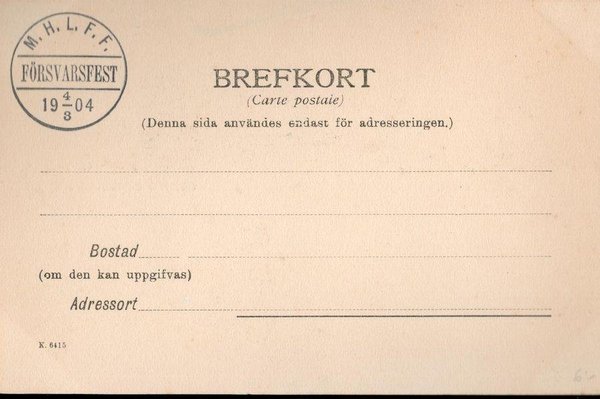 M. H. L. F. F.
FÖRSVARSFEST
19 4/3 04
BREFKORT
(Carte postale)
(Denna sida användes endast för adresseringen.)
Bostad
(om den kan uppgifvas)
Adressort
K. 6415